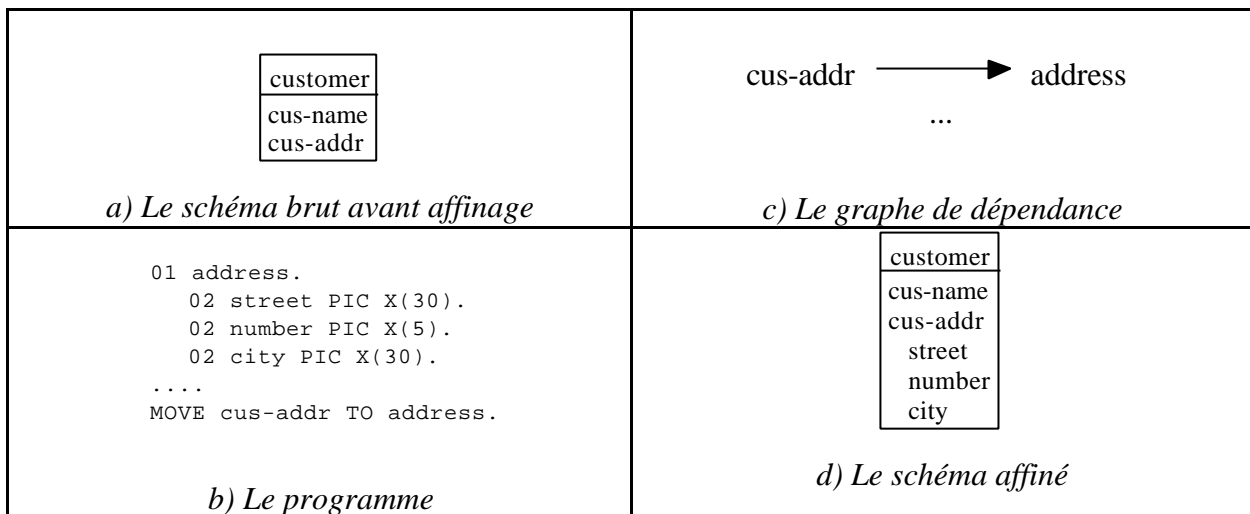 customer
cus-name
cus-addr
a) Le schéma brut avant affinage
cus-addr address
...
c) Le graphe de dépendance
01 address.
02 street PIC X(30).
02 number PIC X(5).
02 city PIC X(30).
....
MOVE cus-addr TO address.
b) Le programme
customer
cus-name
cus-addr
street
number
city
d) Le schéma affiné